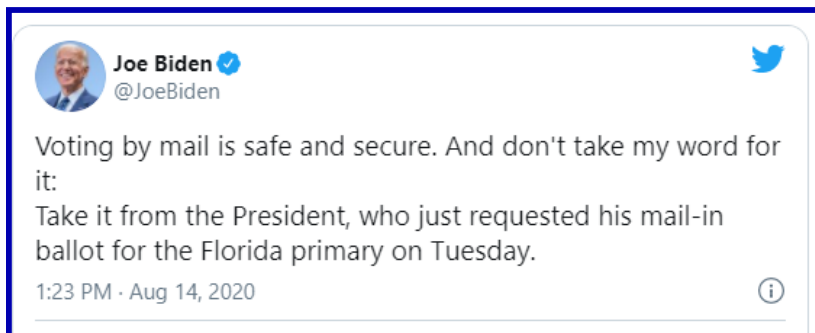 Joe Biden
@JoeBiden
Voting by mail is safe and secure. And don't take my word for
it:
Take it from the President, who just requested his mail-in
ballot for the Florida primary on Tuesday.
1:23 PM · Aug 14, 2020